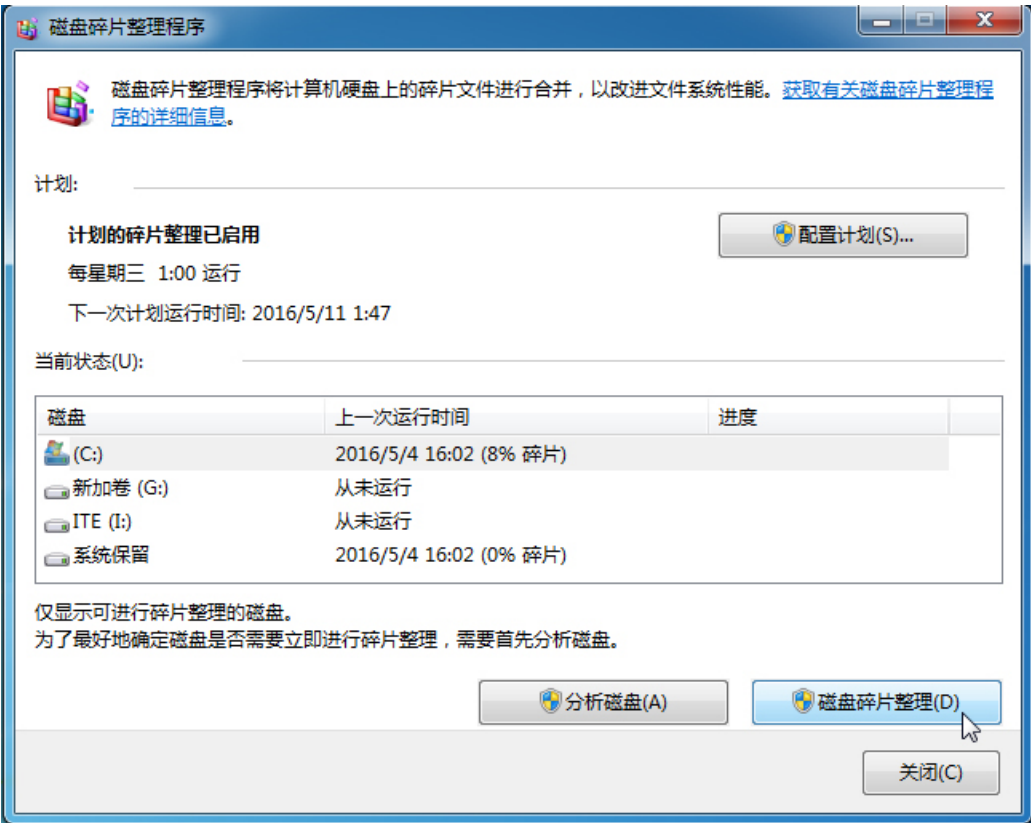 磁盘碎片整理程序
磁盘碎片整理程序将计算机硬盘上的碎片文件进行合并，以改进文件系统性能。获取有关磁盘碎片整理程
序的详细信息。
计划:
计划的碎片整理已启用
配置计划(S)...
每星期三 1:00 运行
下一次计划运行时间: 2016/5/11 1:47
当前状态(U):
磁盘 上一次运行时间 进度
(C:) 2016/5/4 16:02 (8% 碎片)
新加卷 (G:) 从未运行
ITE (I:) 从未运行
系统保留 2016/5/4 16:02 (0% 碎片)
仅显示可进行碎片整理的磁盘。
为了最好地确定磁盘是否需要立即进行碎片整理，需要首先分析磁盘。
分析磁盘(A) 磁盘碎片整理(D)
关闭(C)